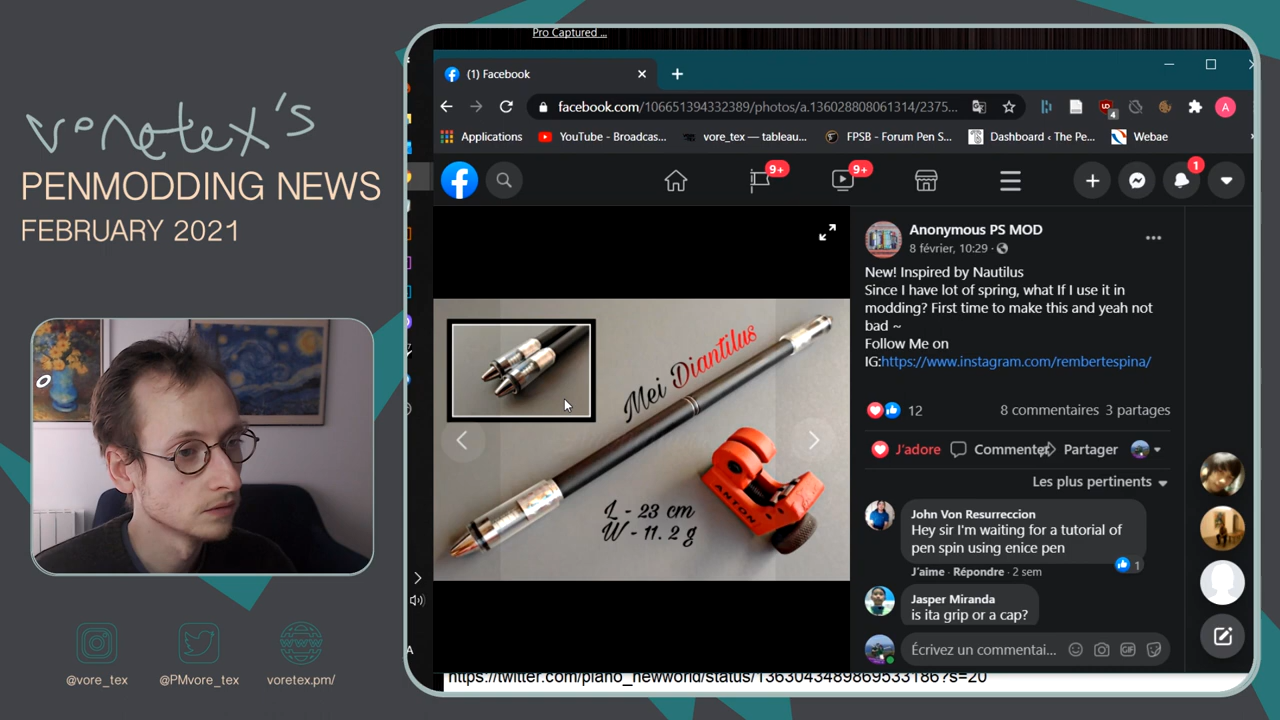 voretex's
PENMODDING NEWS
FEBRUARY 2021
@vore_tex
@PMvore_tex
voretex.pm/
Pro Captured ...
(1) Facebook
facebook.com/106651394332389/photos/a.136028808061314/2375...
4
A
Applications
YouTube - Broadcas...
vore_tex — tableau...
FPSB - Forum Pen S...
Dashboard ‹ The Pe...
Webae
9+
9+
1
Mei Diantilus
ANTON
L - 23 cm
W - 11. 2 g
Anonymous PS MOD
8 février, 10:29 ·
New! Inspired by Nautilus
Since I have lot of spring, what If I use it in
modding? First time to make this and yeah not
bad ~
Follow Me on
IG:https://www.instagram.com/rembertespina/
12
8 commentaires 3 partages
J'adore
Commenter
Partager
Les plus pertinents
John Von Resurreccion
Hey sir I'm waiting for a tutorial of
pen spin using enice pen
1
J'aime · Répondre · 2 sem
Jasper Miranda
is ita grip or a cap?
Écrivez un commentai...
GIF
A
https://twitter.com/piano_newworld/status/1363043489869533186?s=20